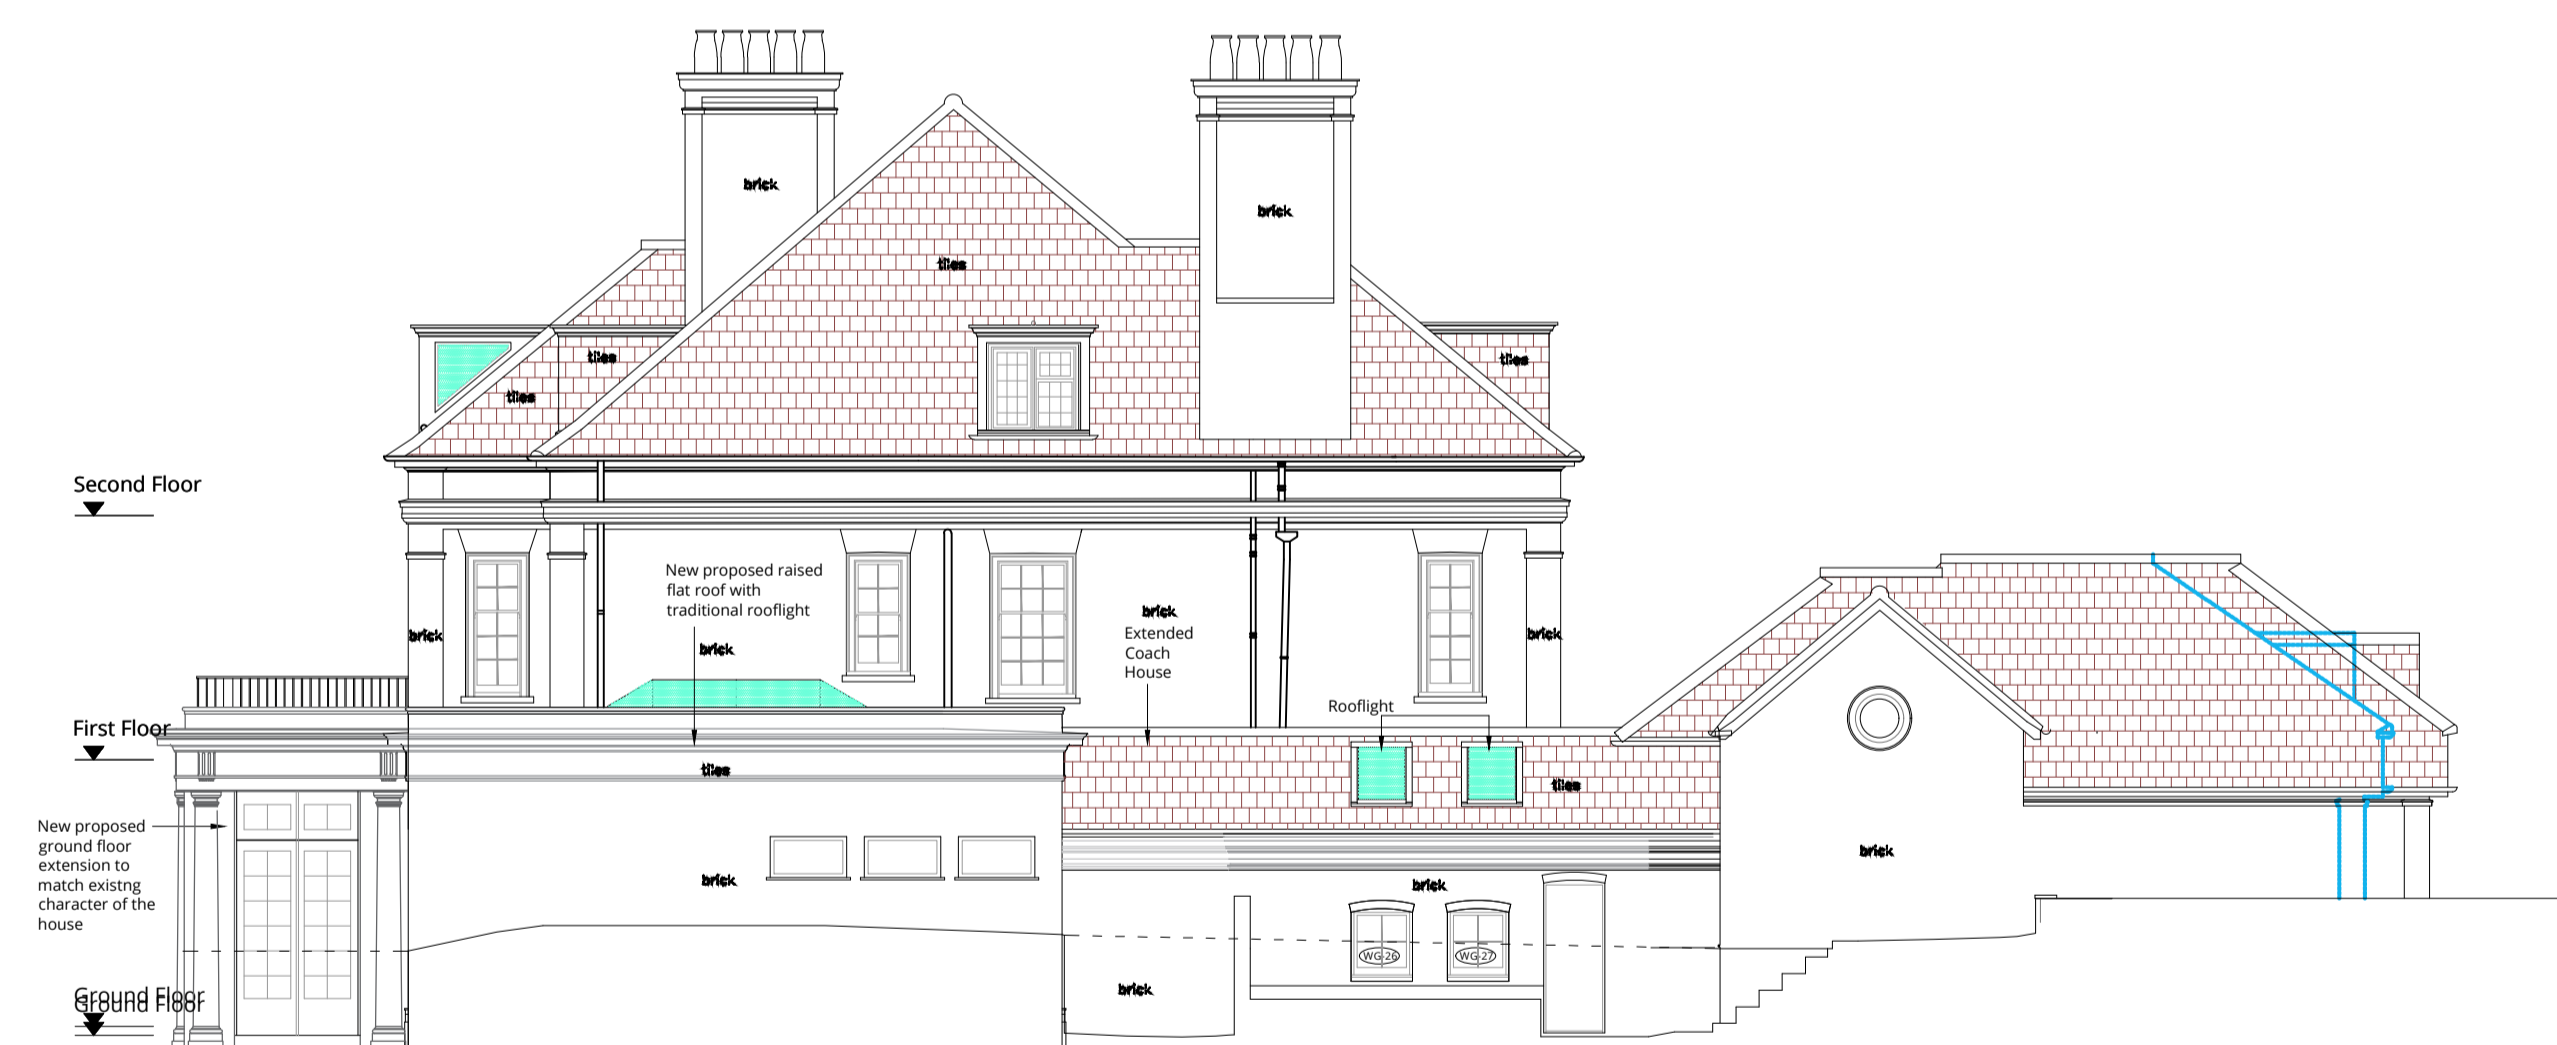 brick
brick
tiles
tiles
tiles
tiles
Second Floor
New proposed raised
flat roof with
traditional rooflight
brick
brick
Extended
Coach
House
brick
brick
Rooflight
First Floor
tiles
tiles
New proposed
ground floor
extension to
match existng
character of the
house
brick
brick
brick
WG-26
WG-27
brick
Ground Floor
Ground Floor